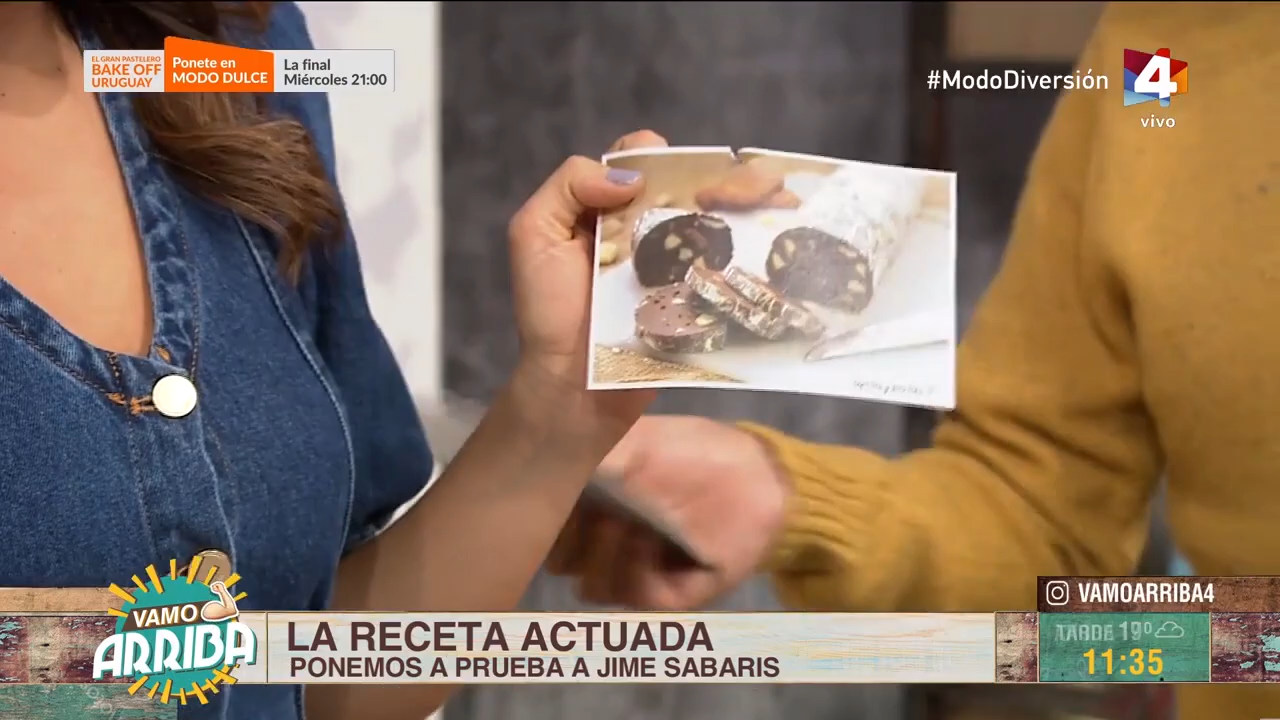 EL GRAN PASTELERO
BAKE OFF
URUGUAY
Ponete en
MODO DULCE
La final
Miércoles 21:00
#ModoDiversión
4
vivo
VAMO
ARRIBA
LA RECETA ACTUADA
PONEMOS A PRUEBA A JIME SABARIS
VAMOARRIBA4
TARDE 19º
11:35